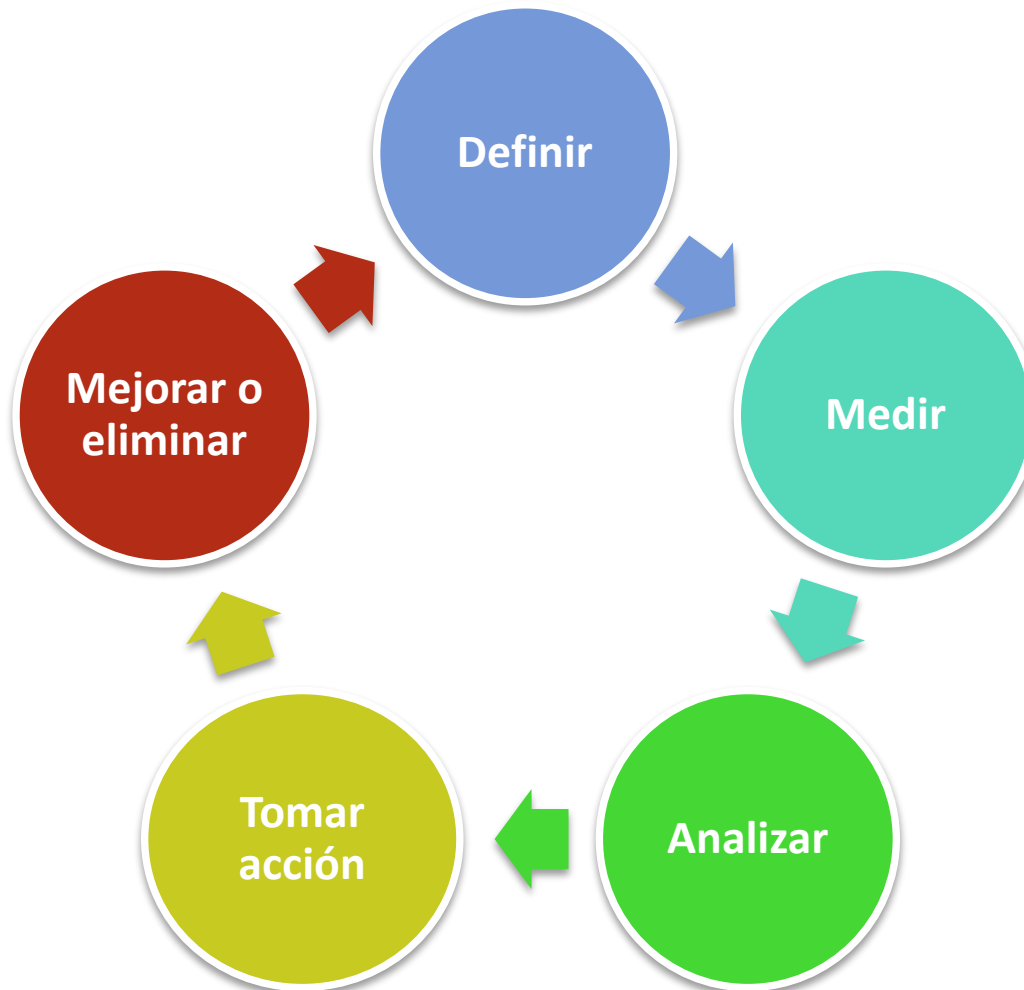 Definir
Medir
Analizar
Tomar
acción
Mejorar o
eliminar